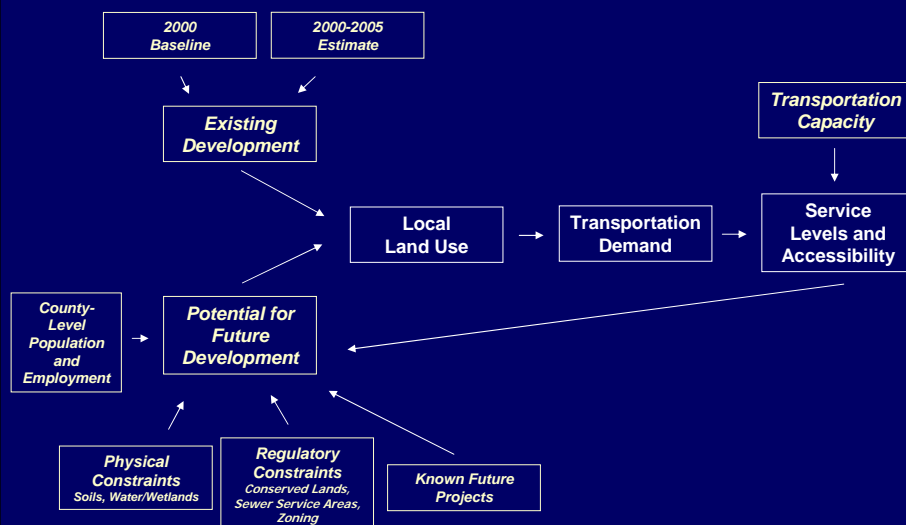 2000
Baseline
2000-2005
Estimate
Existing
Development
Transportation
Capacity
Local
Land Use
Transportation
Demand
Service
Levels and
Accessibility
County-
Level
Population
and
Employment
Potential for
Future
Development
Physical
Constraints
Soils, Water/Wetlands
Regulatory
Constraints
Conserved Lands,
Sewer Service Areas,
Zoning
Known Future
Projects